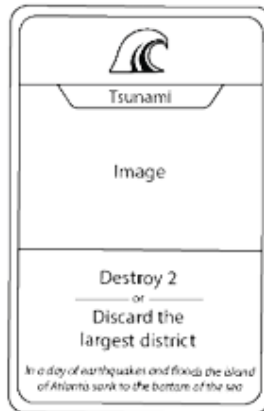 Tsunami
Image
Destroy 2
or
Discard the
largest district
In a day of earthquakes and floods the island
of Atlantis sank to the bottom of the sea